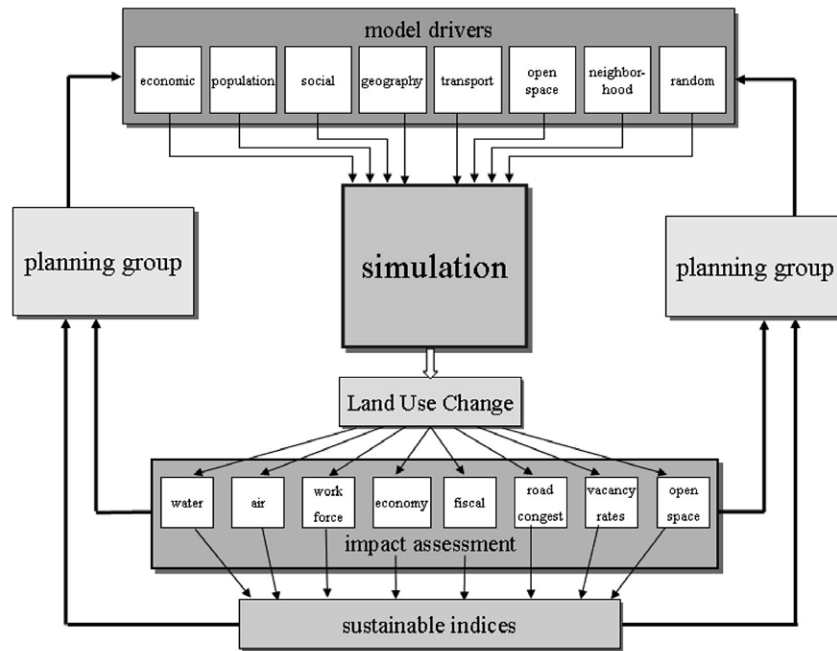 model drivers
economic
population
social
geography
transport
open
space
neighbor-
hood
random
planning group
simulation
planning group
Land Use Change
water
air
work
force
economy
fiscal
road
congest
vacancy
rates
open
space
impact assessment
sustainable indices